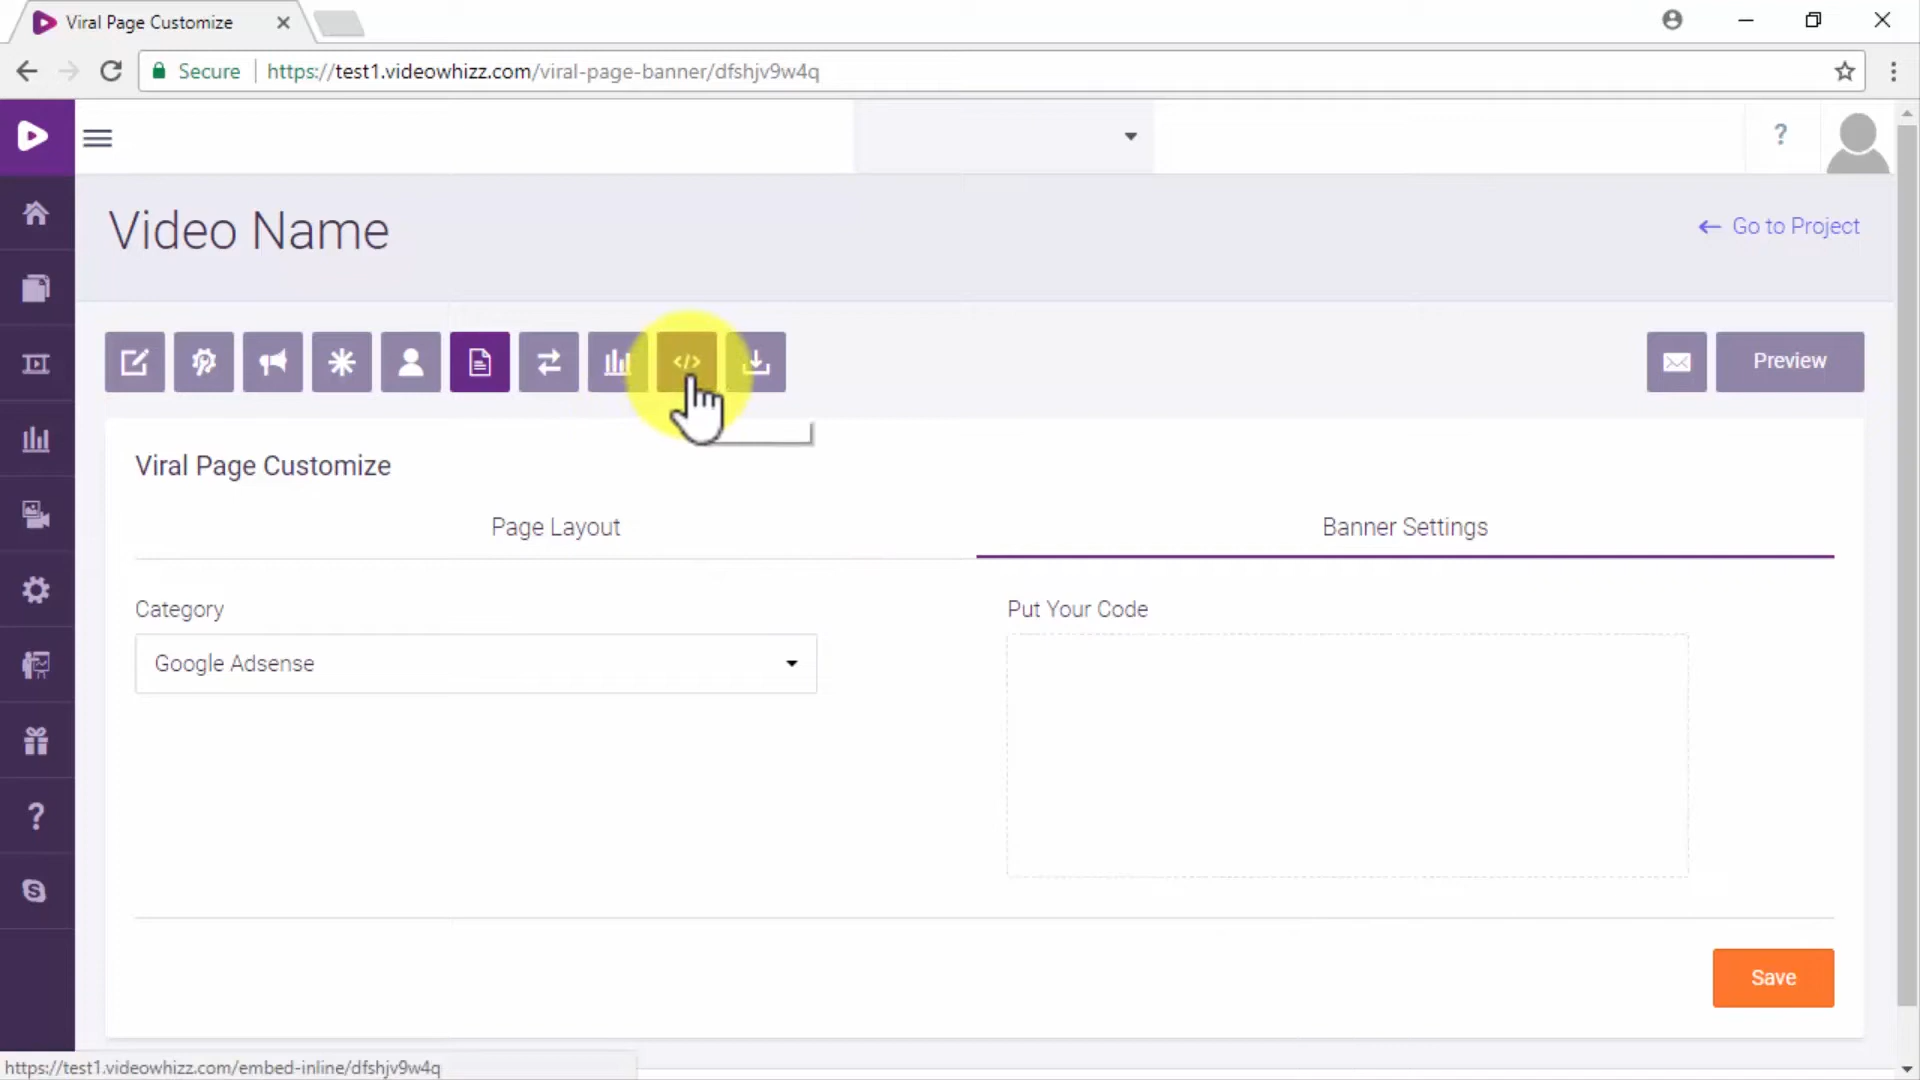 Viral Page Customize
Secure https://test1.videowhizz.com/viral-page-banner/dfshjv9w4q
?
Video Name
← Go to Project
</>
Preview
Viral Page Customize
Page Layout
Banner Settings
Category
Put Your Code
Google Adsense
?
Save
https://test1.videowhizz.com/embed-inline/dfshjv9w4q